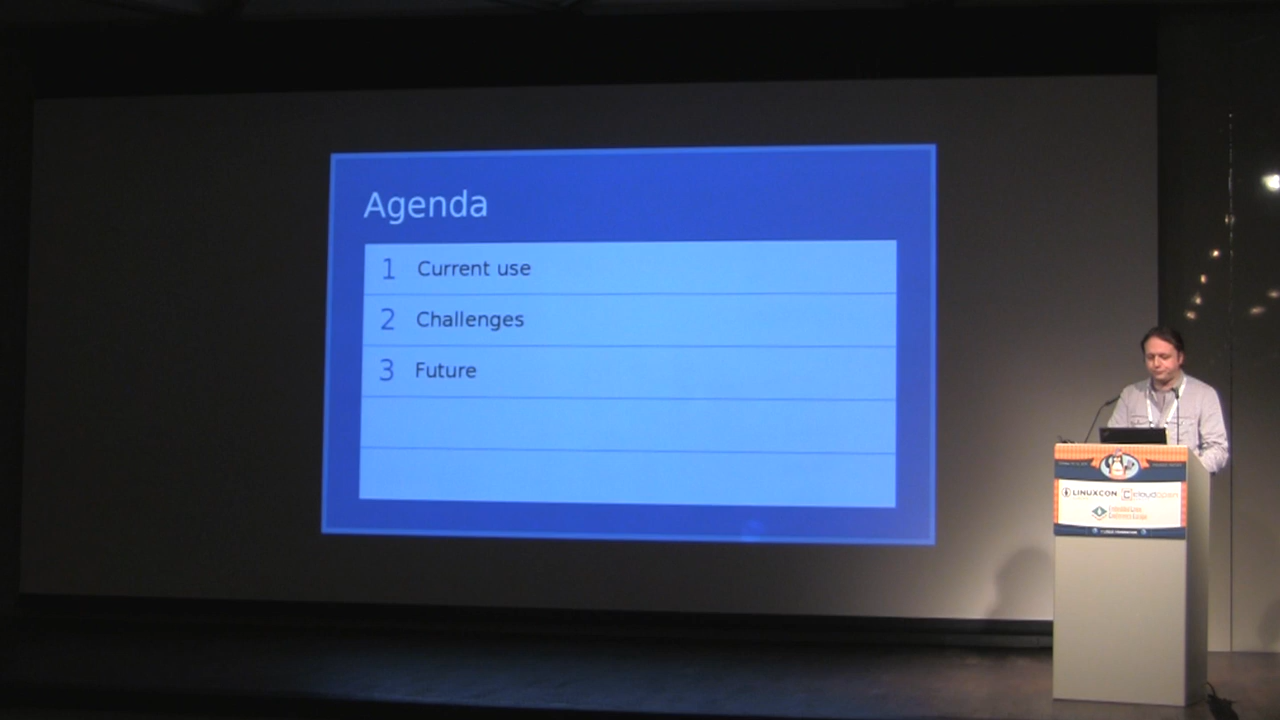 Agenda
1 Current use
2 Challenges
3 Future
LINUXCON cloudopen